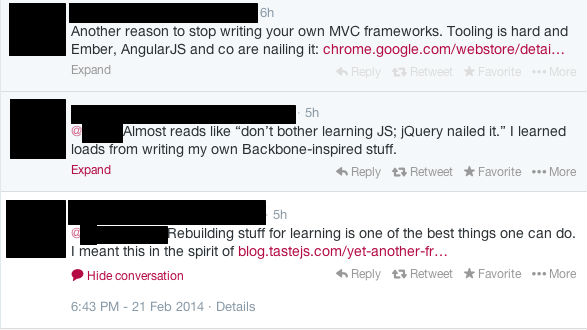 6h
Another reason to stop writing your own MVC frameworks. Tooling is hard and
Ember, AngularJS and co are nailing it: chrome.google.com/webstore/detai…
Expand Reply Retweet Favorite More
· 5h
@ Almost reads like “don’t bother learning JS; jQuery nailed it.” I learned
loads from writing my own Backbone-inspired stuff.
Expand Reply Retweet Favorite More
· 5h
@ Rebuilding stuff for learning is one of the best things one can do.
I meant this in the spirit of blog.tastejs.com/yet-another-fr…
Hide conversation Reply Retweet Favorite More
6:43 PM - 21 Feb 2014 · Details